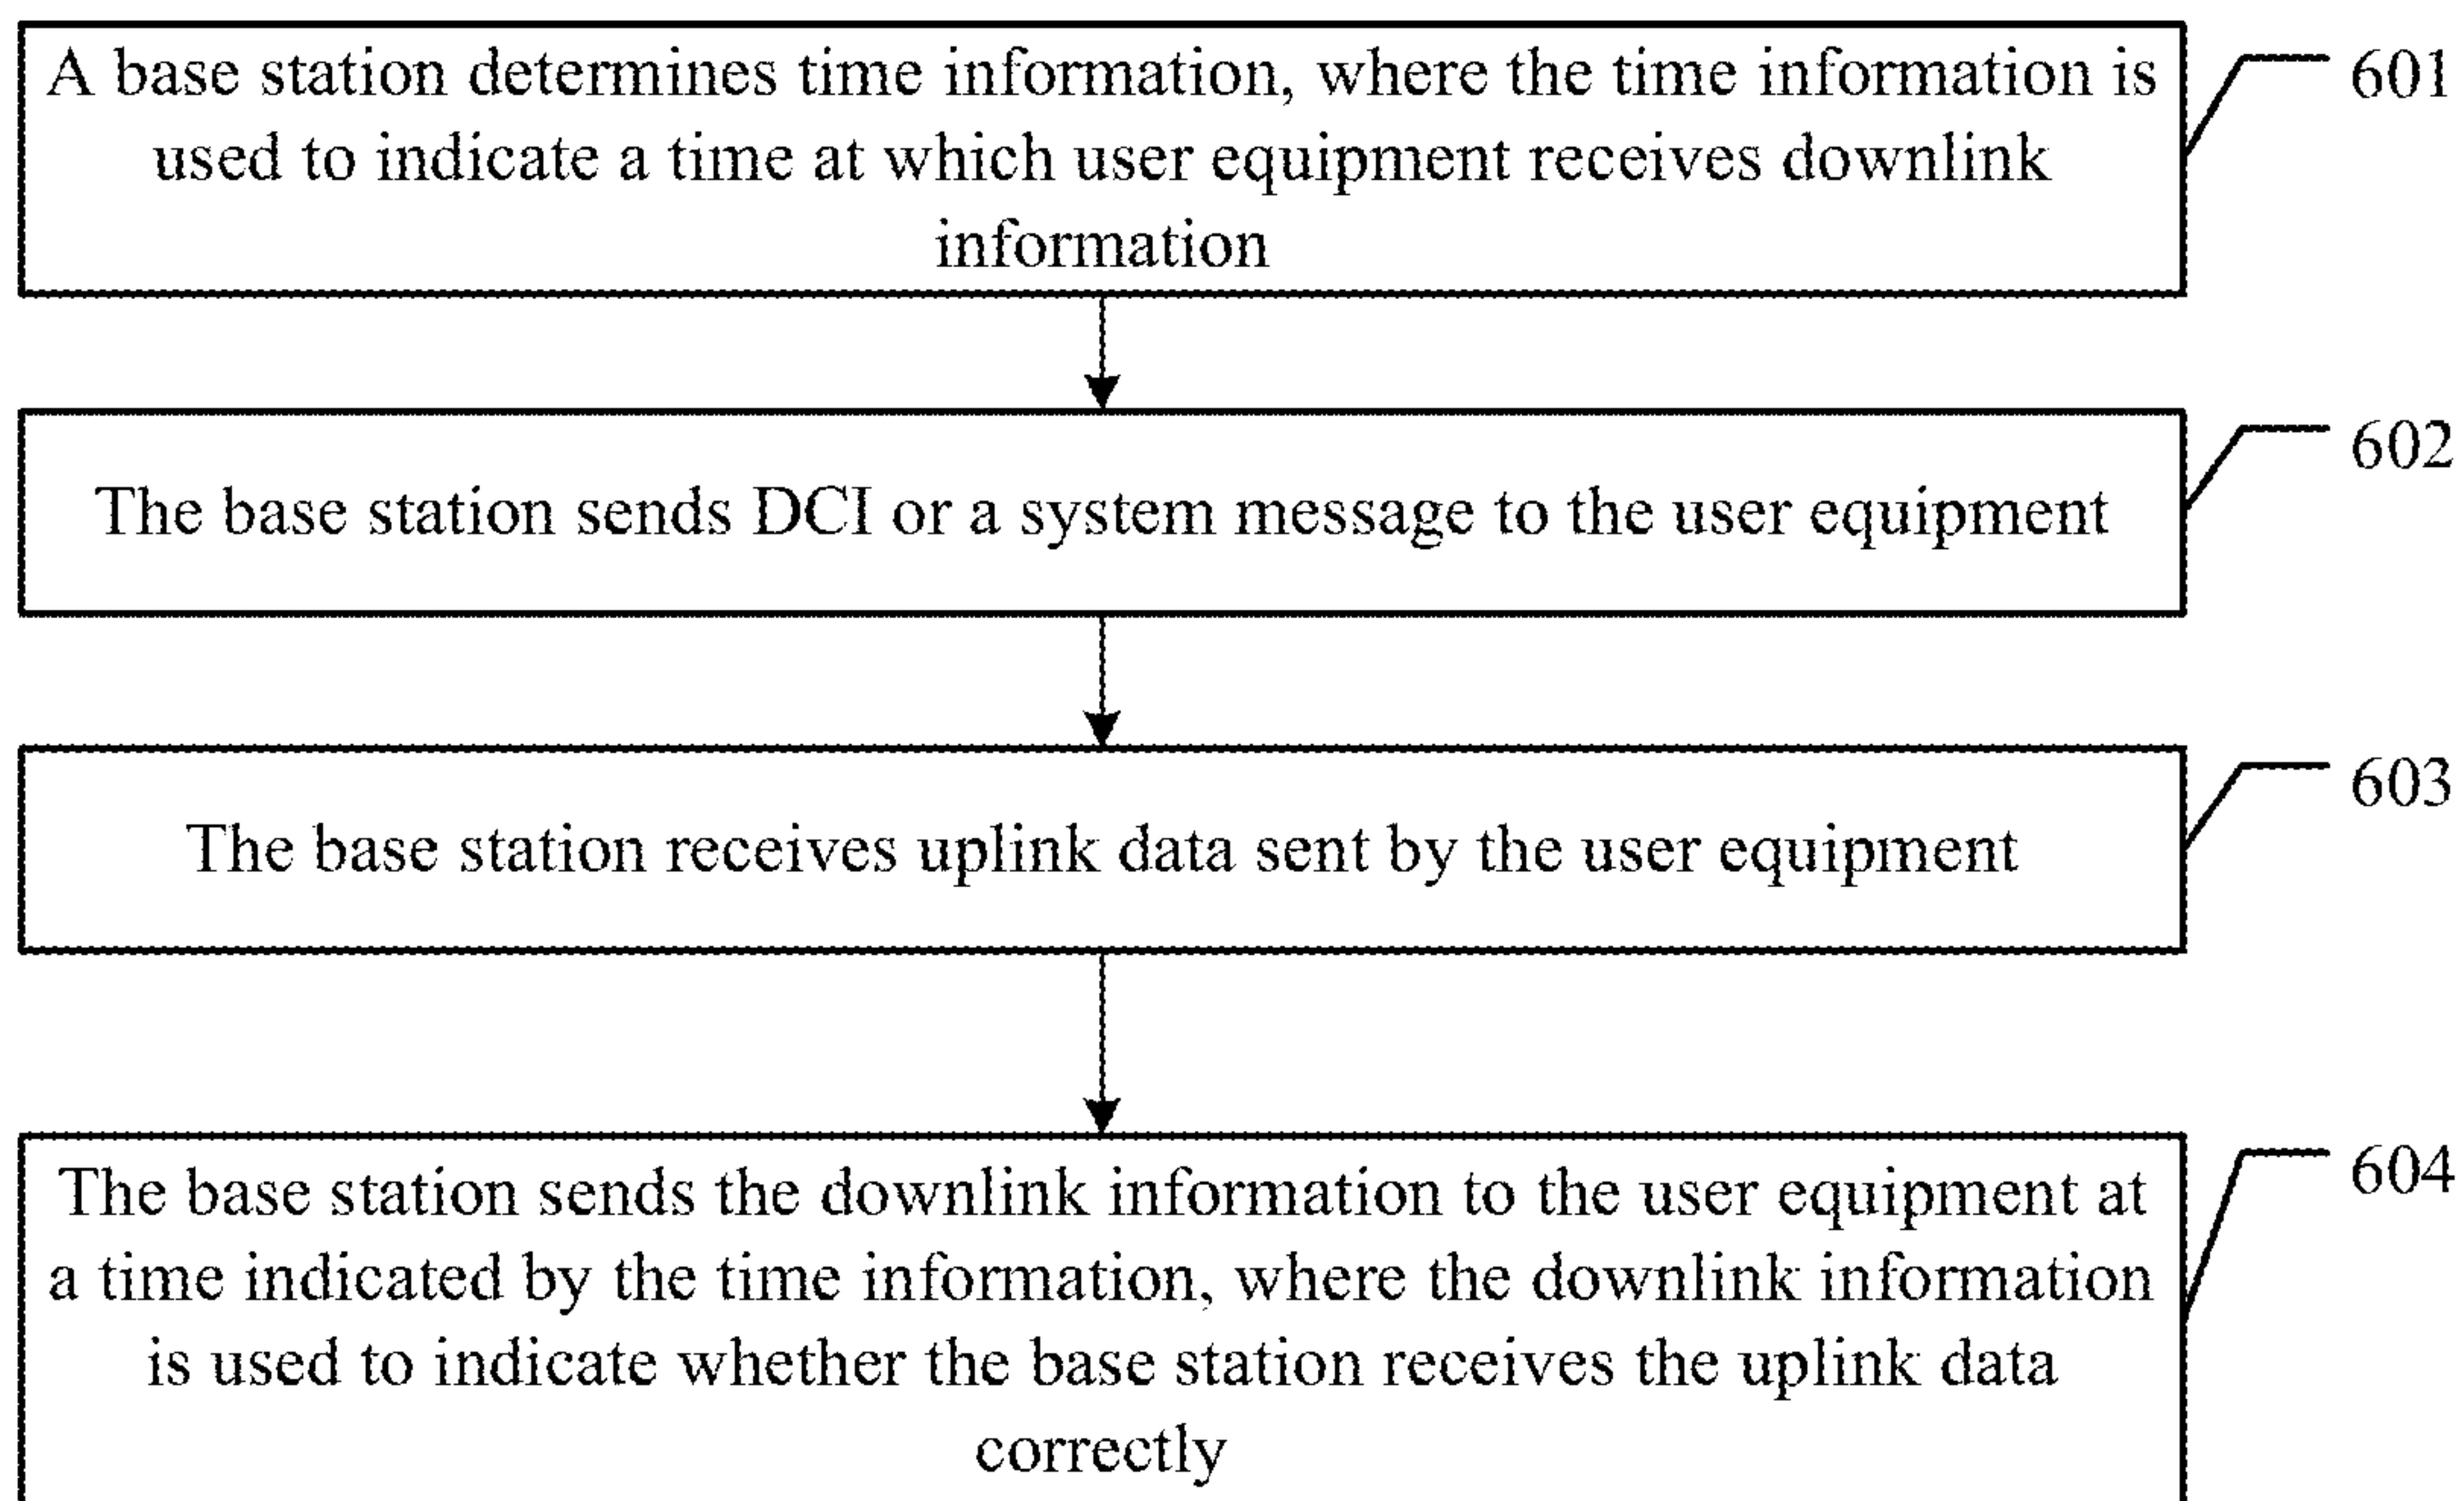 A base station determines time information, where the time information is
used to indicate a time at which user equipment receives downlink
information
601
The base station sends DCI or a system message to the user equipment
602
The base station receives uplink data sent by the user equipment
603
The base station sends the downlink information to the user equipment at
a time indicated by the time information, where the downlink information
is used to indicate whether the base station receives the uplink data
correctly
604